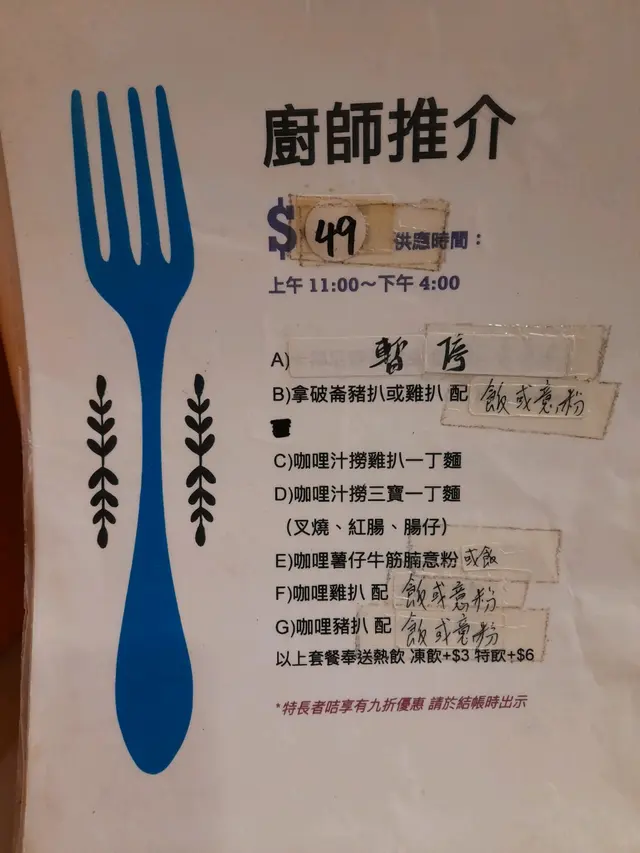 廚師推介
$49 供應時間：
上午 11:00～下午 4:00
A) 暫停
B)拿破崙豬扒或雞扒 配 飯或意粉
C)咖哩汁撈雞扒一丁麵
D)咖哩汁撈三寶一丁麵
（叉燒、紅腸、腸仔）
E)咖哩薯仔牛筋腩意粉 或飯
F)咖哩雞扒 配 飯或意粉
G)咖哩豬扒 配 飯或意粉
以上套餐奉送熱飲 凍飲+$3 特飲+$6
*特長者咭享有九折優惠 請於結帳時出示